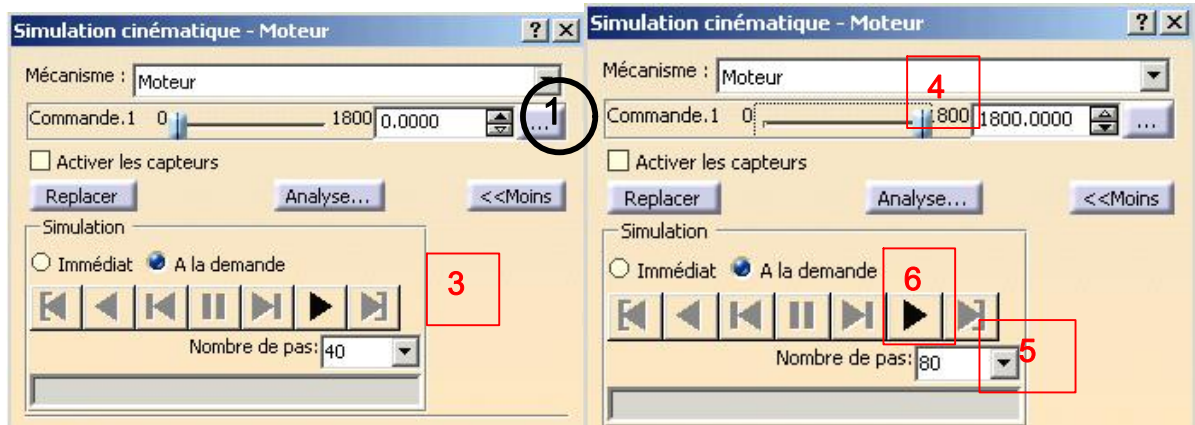 Simulation cinématique - Moteur
Mécanisme : Moteur
Commande.1 0 1800 0.0000 ...
1
Activer les capteurs
Replacer Analyse... <<Moins
Simulation
Immédiat A la demande
3
Nombre de pas: 40
Simulation cinématique - Moteur
Mécanisme : Moteur
4
Commande.1 0 1800 1800.0000 ...
Activer les capteurs
Replacer Analyse... <<Moins
Simulation
Immédiat A la demande
6
Nombre de pas: 80
5